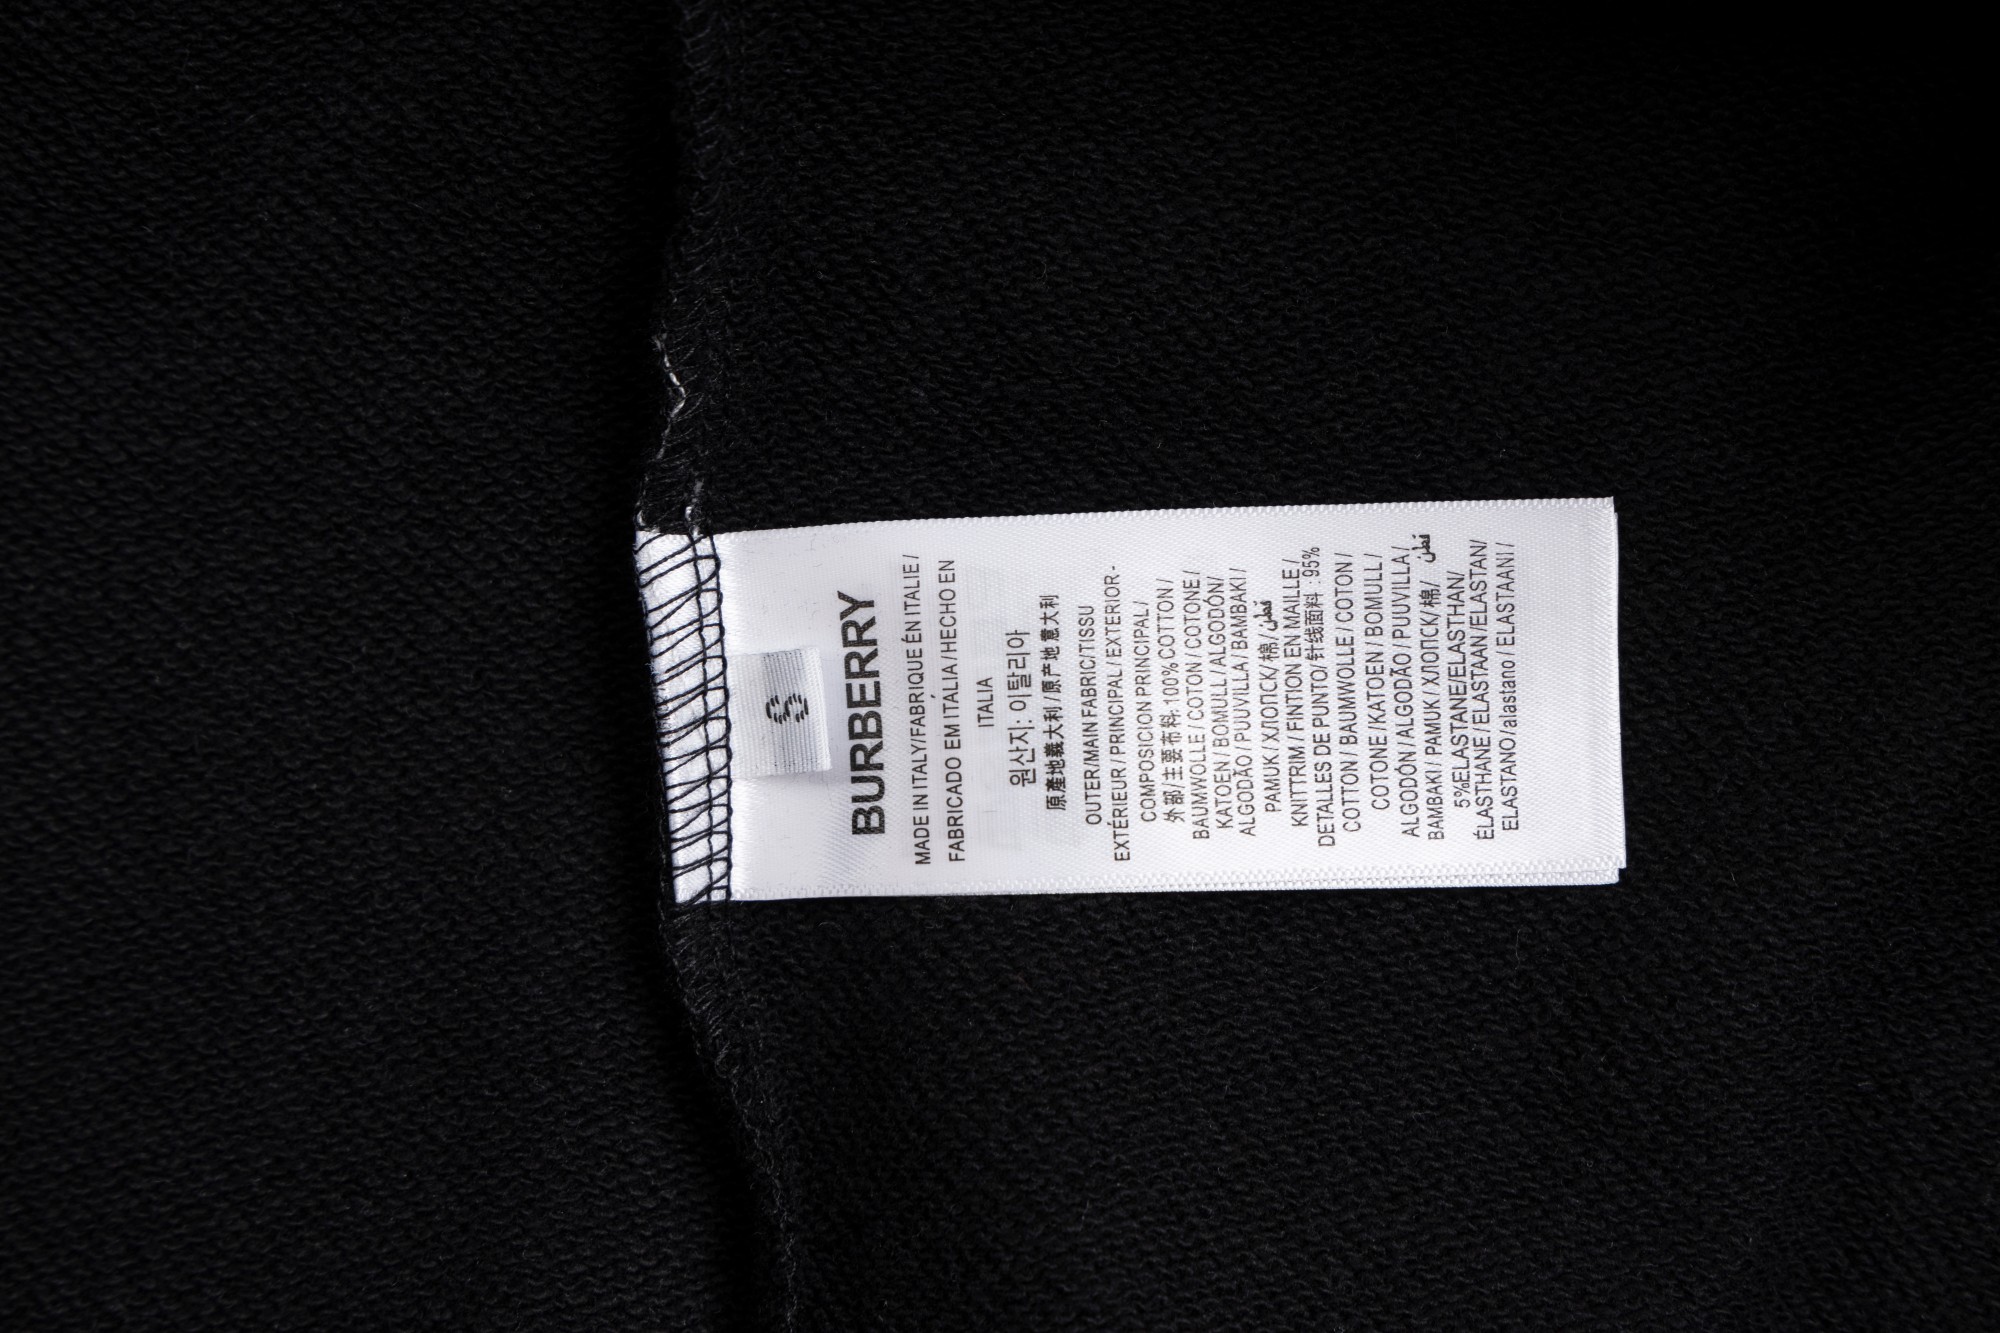 S
BURBERRY
MADE IN ITALY/FABRIQUÉ EN ITALIE/
FABRICADO EM ITÁLIA/HECHO EN
ITALIA
원산지: 이탈리아
原產地義大利/原产地意大利
OUTER/MAIN FABRIC/TISSU
EXTÉRIEUR/PRINCIPAL/EXTERIOR-
COMPOSICION PRINCIPAL/
外部/主要布料:100% COTTON/
BAUMWOLLE/COTON/COTONE/
KATOEN/BOMULL/ALGODÓN/
ALGODÃO/PUUVILLA/BAMBAKI/
PAMUK/ХЛОПСК/棉/قطن
KNITTRIM/FINTION EN MAILLE/
DETALLES DE PUNTO/针线面料:95%
COTTON/BAUMWOLLE/COTON/
COTONE/KATOEN/BOMULL/
ALGODÓN/ALGODÃO/PUUVILLA/
BAMBAKI/PAMUK/ХЛОПСК/棉/ قطن
5%ELASTANE/ELASTHAN/
ÉLASTHANE/ELASTAAN/ELASTAN/
ELASTANO/alastano/ELASTAANI/